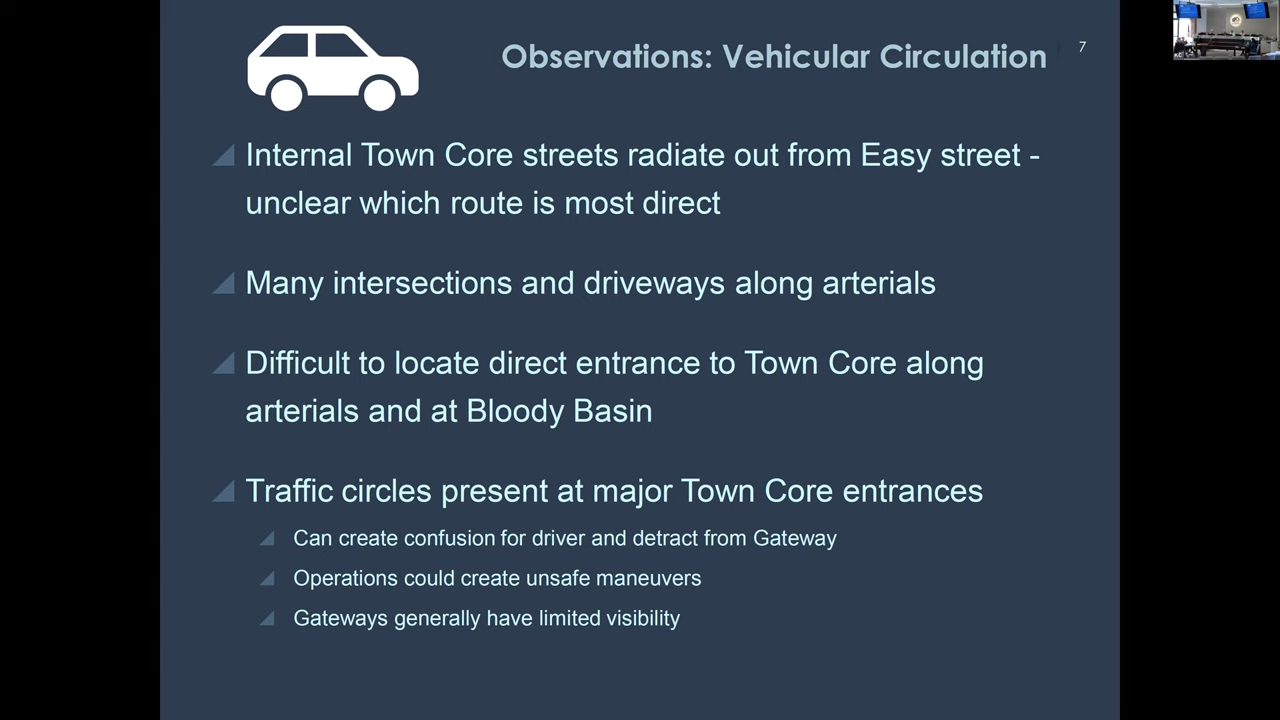 Observations: Vehicular Circulation
7
Internal Town Core streets radiate out from Easy street -
unclear which route is most direct
Many intersections and driveways along arterials
Difficult to locate direct entrance to Town Core along
arterials and at Bloody Basin
Traffic circles present at major Town Core entrances
Can create confusion for driver and detract from Gateway
Operations could create unsafe maneuvers
Gateways generally have limited visibility